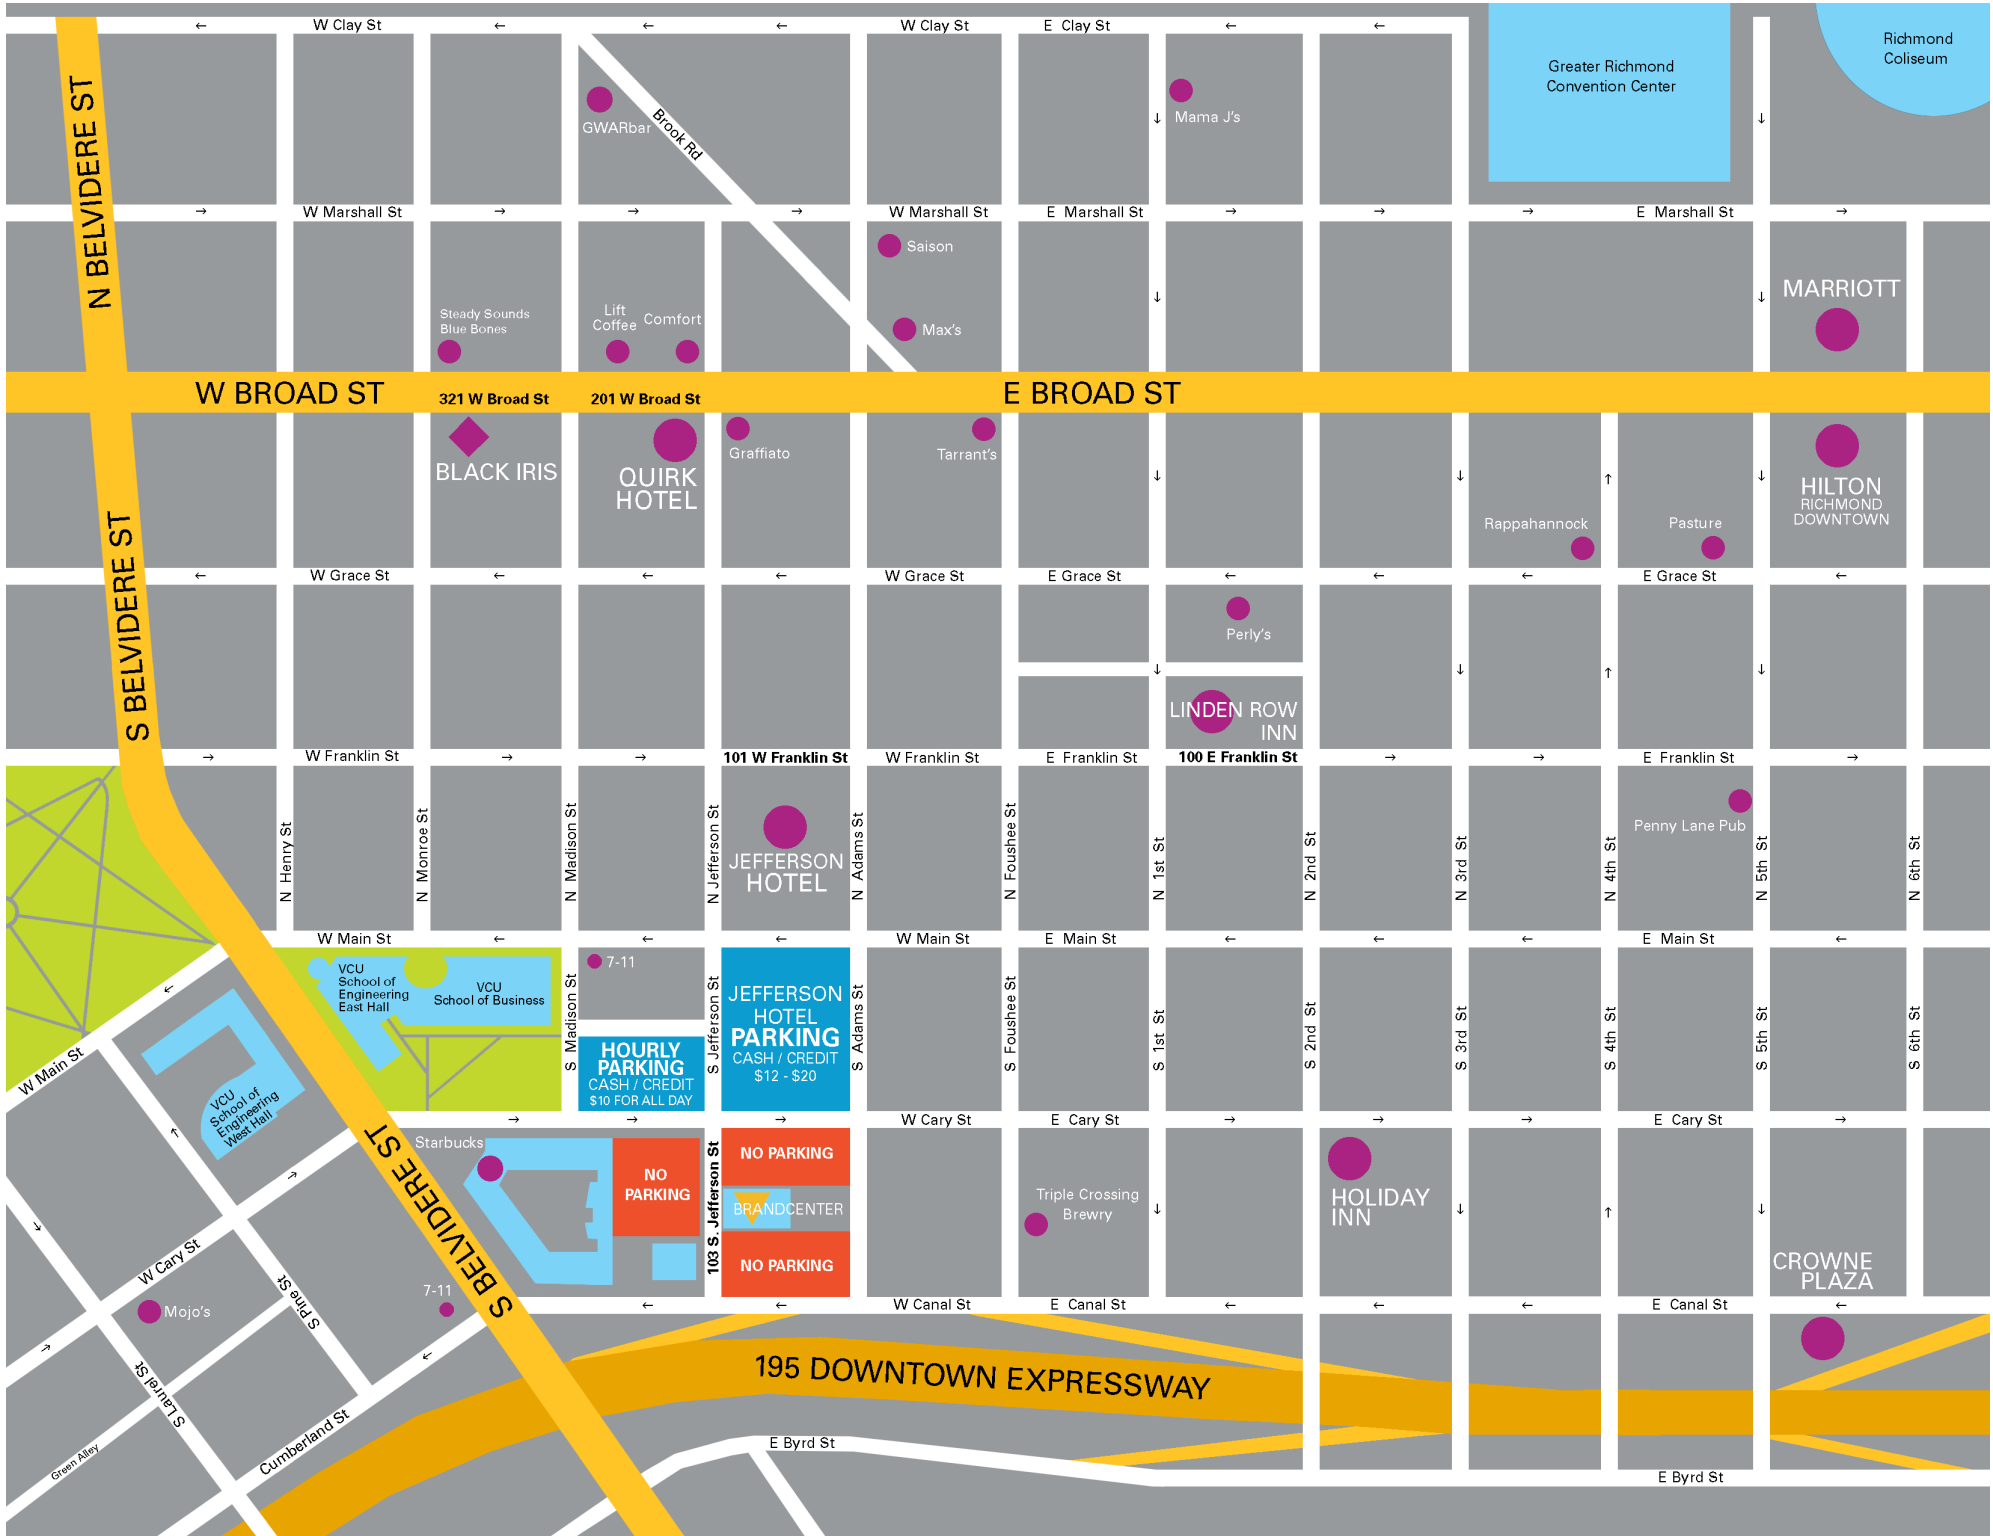 W Clay St
W Clay St
E Clay St
Richmond
Coliseum
Greater Richmond
Convention Center
N BELVIDERE ST
GWARbar
Brook Rd
Mama J's
W Marshall St
W Marshall St
E Marshall St
E Marshall St
Saison
MARRIOTT
Steady Sounds
Blue Bones
Lift
Coffee
Comfort
Max's
W BROAD ST
321 W Broad St
201 W Broad St
E BROAD ST
BLACK IRIS
QUIRK
HOTEL
Graffiato
Tarrant's
HILTON
RICHMOND
DOWNTOWN
Rappahannock
Pasture
S BELVIDERE ST
W Grace St
W Grace St
E Grace St
E Grace St
Perly's
LINDEN ROW
INN
W Franklin St
101 W Franklin St
W Franklin St
E Franklin St
100 E Franklin St
E Franklin St
Penny Lane Pub
N Henry St
N Monroe St
N Madison St
N Jefferson St
N Adams St
N Foushee St
N 1st St
N 2nd St
N 3rd St
N 4th St
N 5th St
N 6th St
JEFFERSON
HOTEL
W Main St
W Main St
E Main St
E Main St
7-11
VCU
School of
Engineering
East Hall
VCU
School of Business
S Madison St
S Jefferson St
S Adams St
S Foushee St
S 1st St
S 2nd St
S 3rd St
S 4th St
S 5th St
S 6th St
JEFFERSON
HOTEL
PARKING
CASH / CREDIT
$12 - $20
HOURLY
PARKING
CASH / CREDIT
$10 FOR ALL DAY
W Main St
VCU
School of
Engineering
West Hall
W Cary St
E Cary St
E Cary St
S BELVIDERE ST
Starbucks
NO
PARKING
103 S. Jefferson St
NO PARKING
BRANDCENTER
NO PARKING
Triple Crossing
Brewry
HOLIDAY
INN
CROWNE
PLAZA
W Cary St
S Pine St
Mojo's
7-11
W Canal St
E Canal St
E Canal St
195 DOWNTOWN EXPRESSWAY
S Laurel St
Cumberland St
Green Alley
E Byrd St
E Byrd St